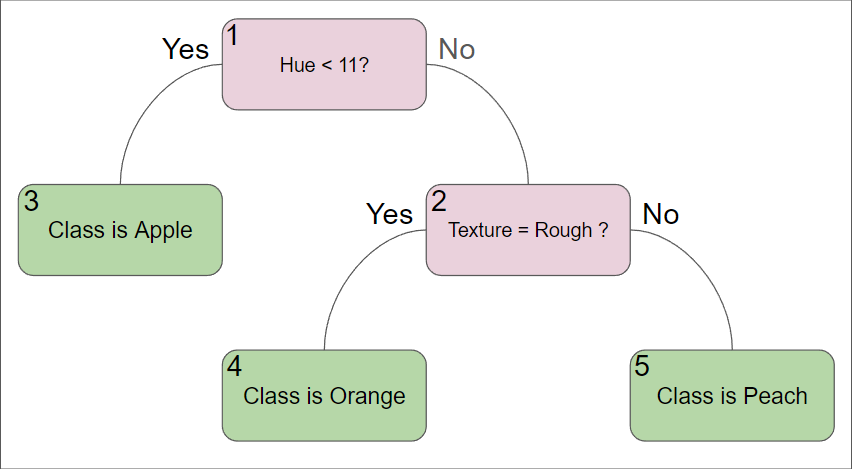 1
Yes
No
Hue < 11?
3
Class is Apple
Yes
2
No
Texture = Rough ?
4
Class is Orange
5
Class is Peach